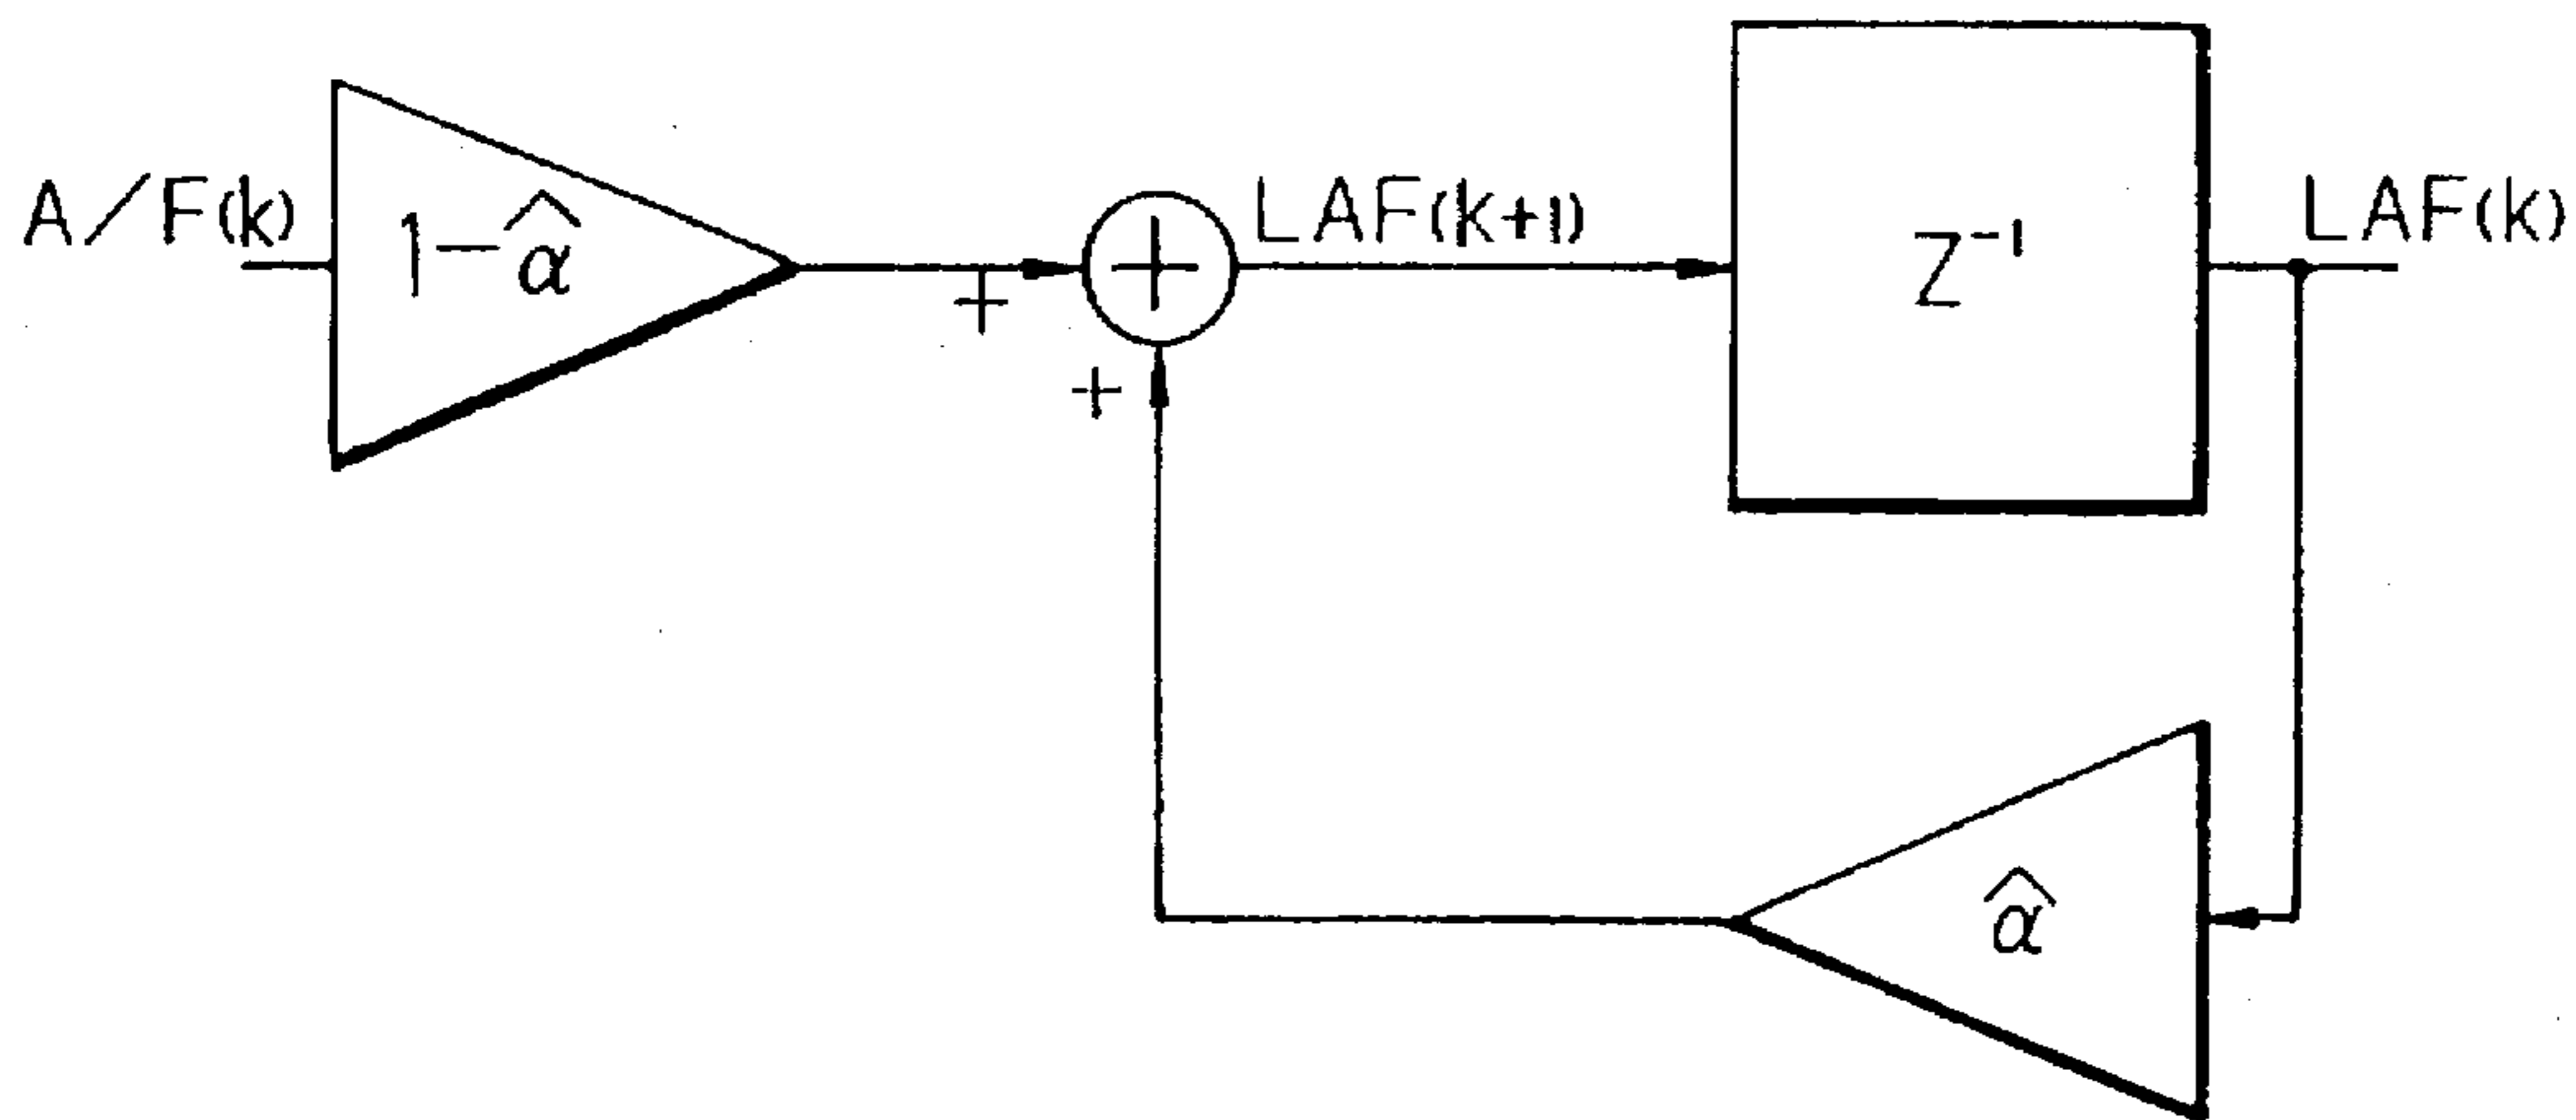 A/F(k)
1-α̂
+
+
+
LAF(k+1)
Z⁻¹
LAF(k)
α̂